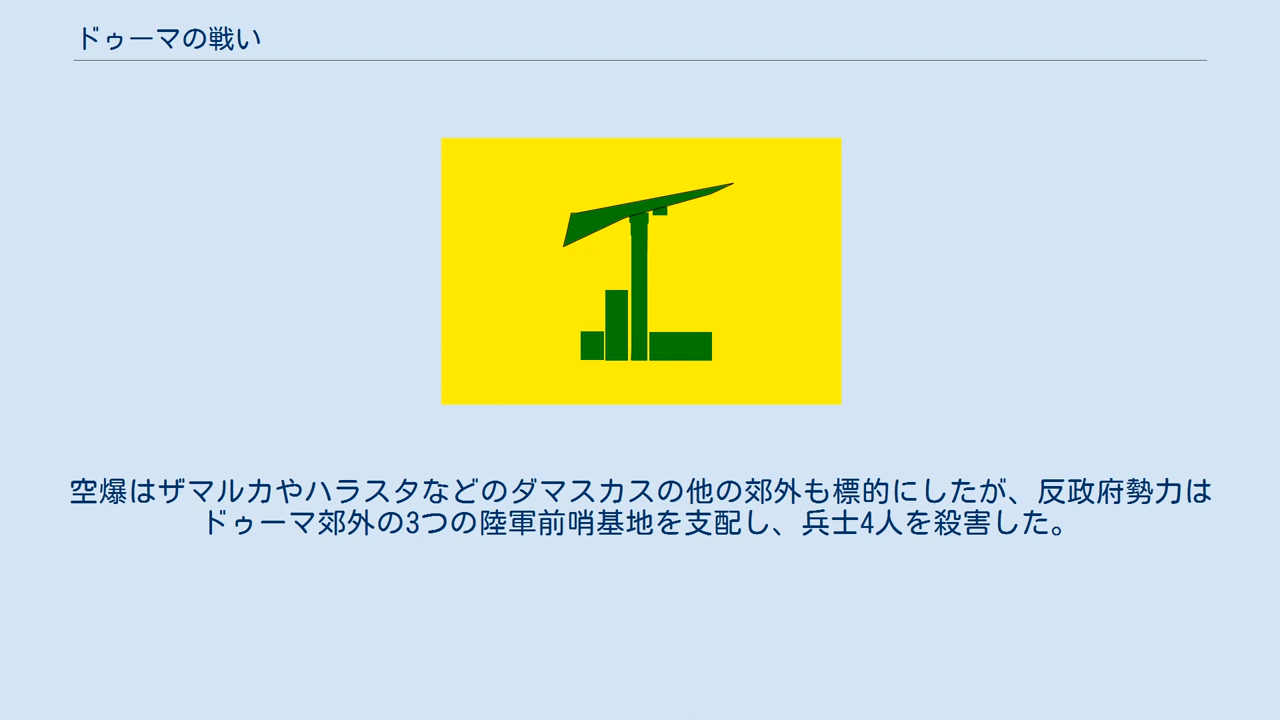 ドゥーマの戦い
空爆はザマルカやハラスタなどのダマスカスの他の郊外も標的にしたが、反政府勢力は
ドゥーマ郊外の3つの陸軍前哨基地を支配し、兵士4人を殺害した。